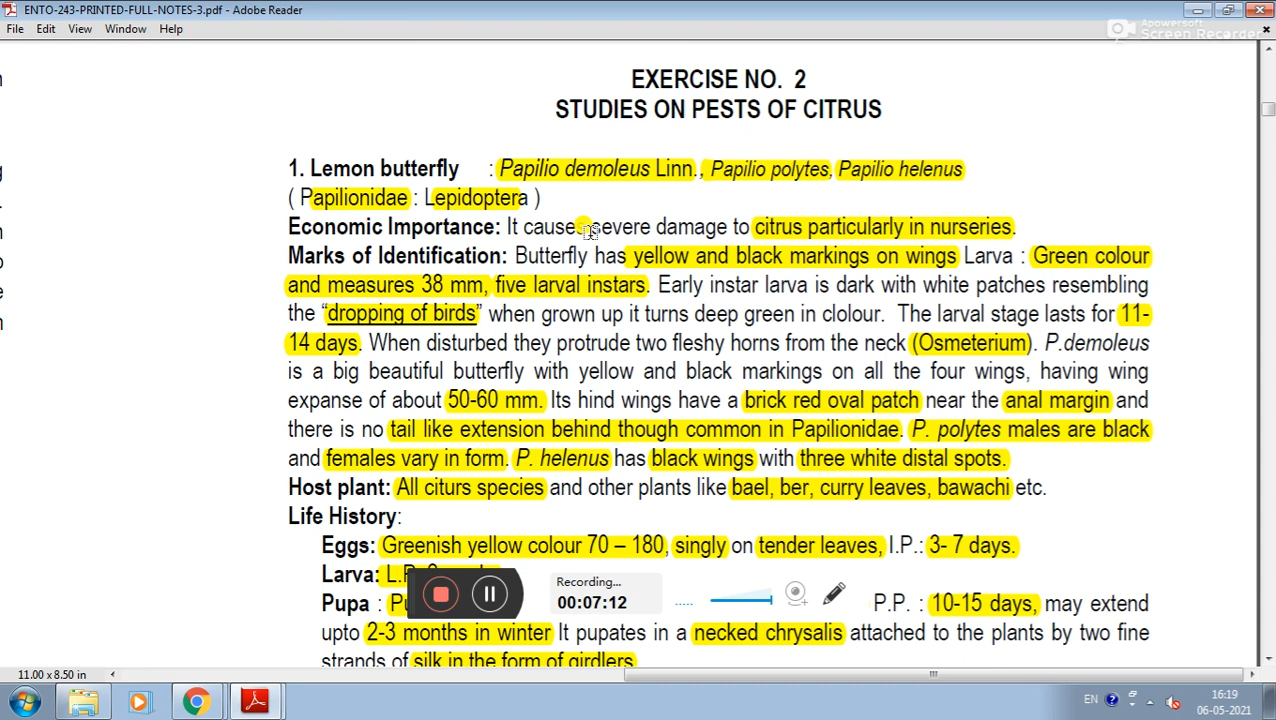 ENTO-243-PRINTED-FULL-NOTES-3.pdf - Adobe Reader
File Edit View Window Help
Apowersoft
Screen Recorder
EXERCISE NO. 2
STUDIES ON PESTS OF CITRUS
1. Lemon butterfly : Papilio demoleus Linn., Papilio polytes, Papilio helenus
( Papilionidae : Lepidoptera )
Economic Importance: It causes severe damage to citrus particularly in nurseries.
Marks of Identification: Butterfly has yellow and black markings on wings Larva : Green colour
and measures 38 mm, five larval instars. Early instar larva is dark with white patches resembling
the “dropping of birds” when grown up it turns deep green in clolour. The larval stage lasts for 11-
14 days. When disturbed they protrude two fleshy horns from the neck (Osmeterium). P.demoleus
is a big beautiful butterfly with yellow and black markings on all the four wings, having wing
expanse of about 50-60 mm. Its hind wings have a brick red oval patch near the anal margin and
there is no tail like extension behind though common in Papilionidae. P. polytes males are black
and females vary in form. P. helenus has black wings with three white distal spots.
Host plant: All citurs species and other plants like bael, ber, curry leaves, bawachi etc.
Life History:
Eggs: Greenish yellow colour 70 – 180, singly on tender leaves, I.P.: 3- 7 days.
Larva: L.P.
Recording...
00:07:12
Pupa : P.P. : 10-15 days, may extend
upto 2-3 months in winter It pupates in a necked chrysalis attached to the plants by two fine
strands of silk in the form of girdlers
11.00 x 8.50 in
EN
16:19
06-05-2021